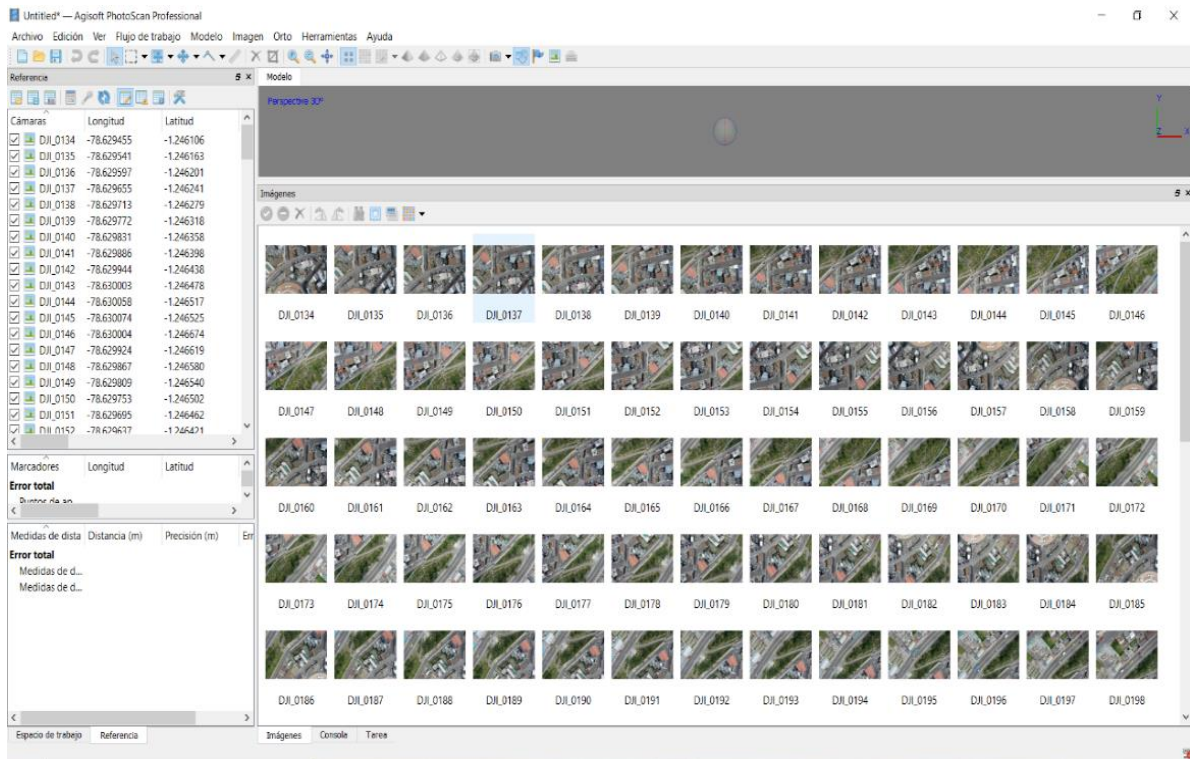 Untitled* — Agisoft PhotoScan Professional
Archivo Edición Ver Flujo de trabajo Modelo Imagen Orto Herramientas Ayuda
Referencia
Cámaras Longitud Latitud
DJI_0134 -78.629455 -1.246106
DJI_0135 -78.629541 -1.246163
DJI_0136 -78.629597 -1.246201
DJI_0137 -78.629655 -1.246241
DJI_0138 -78.629713 -1.246279
DJI_0139 -78.629772 -1.246318
DJI_0140 -78.629831 -1.246358
DJI_0141 -78.629886 -1.246398
DJI_0142 -78.629944 -1.246438
DJI_0143 -78.630003 -1.246478
DJI_0144 -78.630058 -1.246517
DJI_0145 -78.630074 -1.246525
DJI_0146 -78.630004 -1.246674
DJI_0147 -78.629924 -1.246619
DJI_0148 -78.629867 -1.246580
DJI_0149 -78.629809 -1.246540
DJI_0150 -78.629753 -1.246502
DJI_0151 -78.629695 -1.246462
DJI_0152 -78.629637 -1.246421
Marcadores Longitud Latitud
Error total
Medidas de dista Distancia (m) Precisión (m) Err
Error total
Medidas de d...
Medidas de d...
Espacio de trabajo Referencia
Modelo
Perspective 30°
Y
Z X
Imágenes
DJI_0134 DJI_0135 DJI_0136 DJI_0137 DJI_0138 DJI_0139 DJI_0140 DJI_0141 DJI_0142 DJI_0143 DJI_0144 DJI_0145 DJI_0146
DJI_0147 DJI_0148 DJI_0149 DJI_0150 DJI_0151 DJI_0152 DJI_0153 DJI_0154 DJI_0155 DJI_0156 DJI_0157 DJI_0158 DJI_0159
DJI_0160 DJI_0161 DJI_0162 DJI_0163 DJI_0164 DJI_0165 DJI_0166 DJI_0167 DJI_0168 DJI_0169 DJI_0170 DJI_0171 DJI_0172
DJI_0173 DJI_0174 DJI_0175 DJI_0176 DJI_0177 DJI_0178 DJI_0179 DJI_0180 DJI_0181 DJI_0182 DJI_0183 DJI_0184 DJI_0185
DJI_0186 DJI_0187 DJI_0188 DJI_0189 DJI_0190 DJI_0191 DJI_0192 DJI_0193 DJI_0194 DJI_0195 DJI_0196 DJI_0197 DJI_0198
Imágenes Consola Tarea